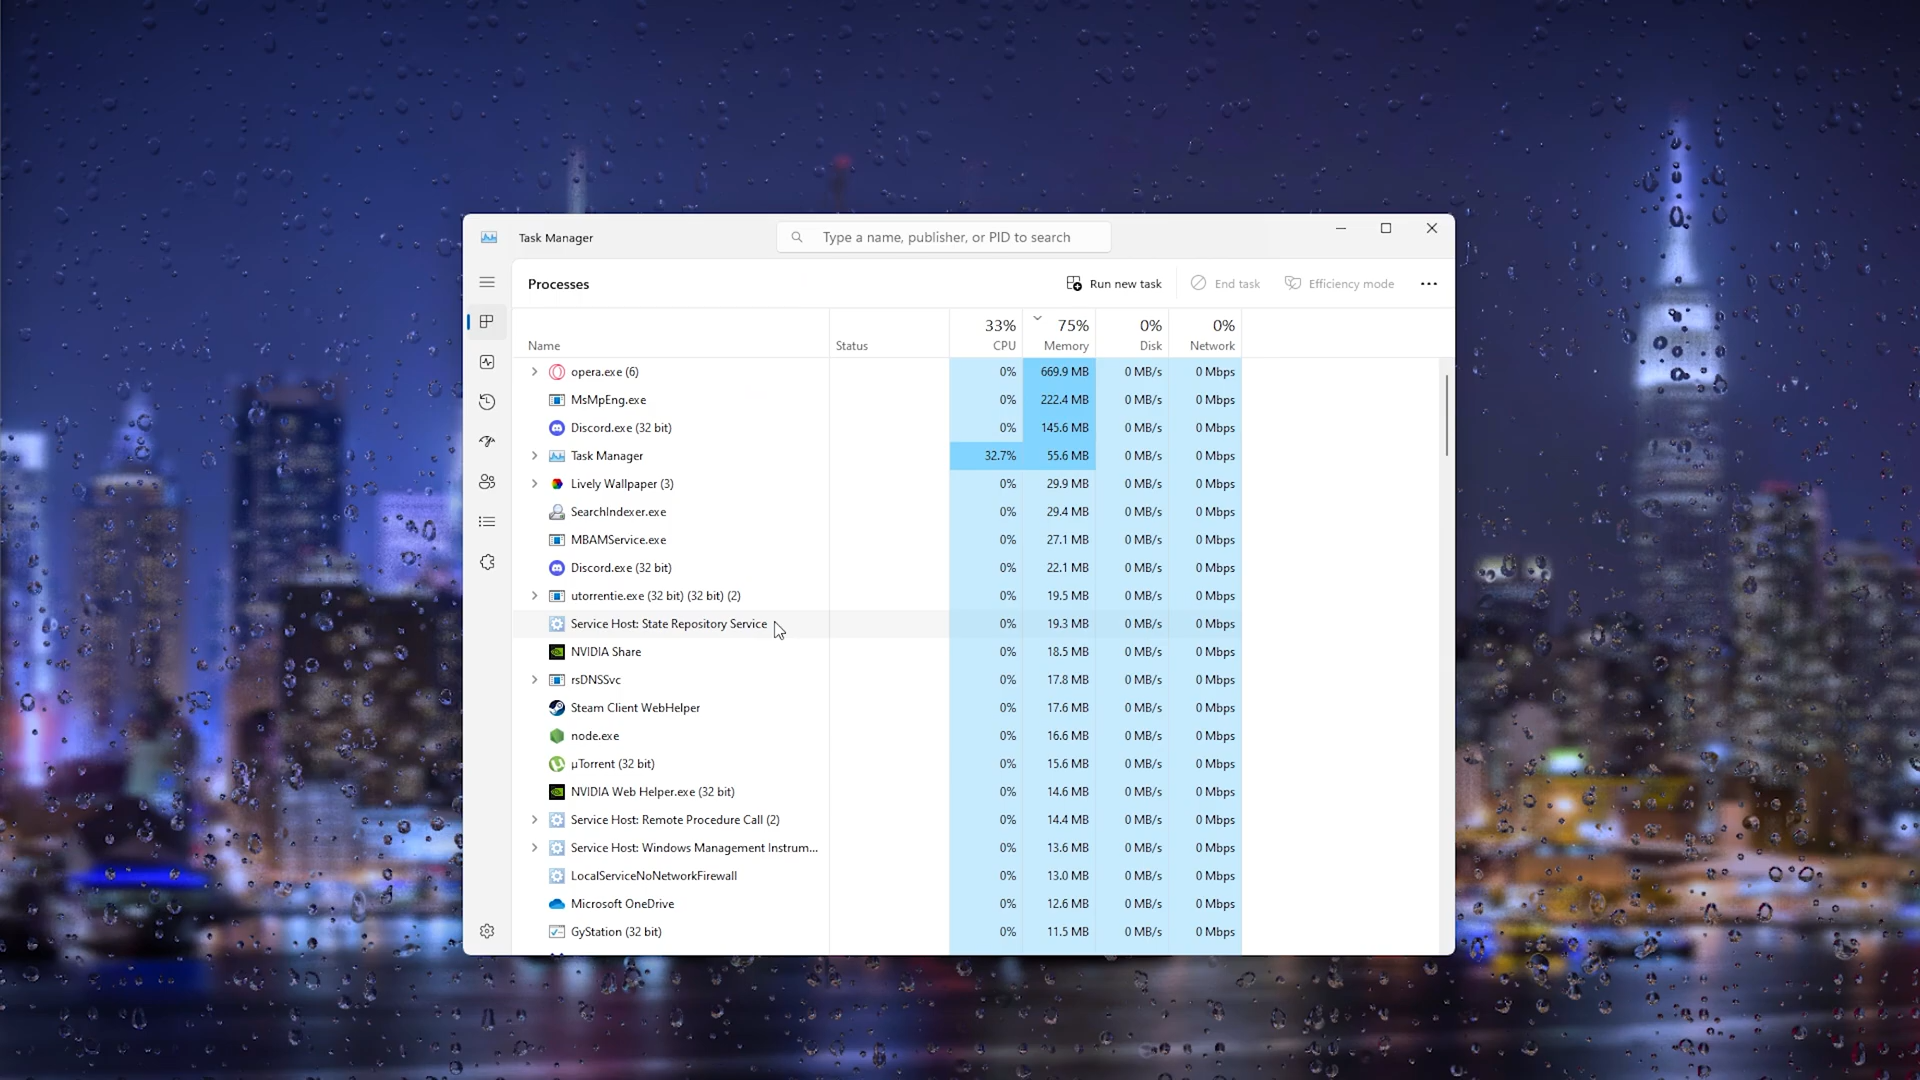 Task Manager
Type a name, publisher, or PID to search
Processes
Run new task
End task
Efficiency mode
33% 75% 0% 0%
Name Status CPU Memory Disk Network
opera.exe (6) 0% 669.9 MB 0 MB/s 0 Mbps
MsMpEng.exe 0% 222.4 MB 0 MB/s 0 Mbps
Discord.exe (32 bit) 0% 145.6 MB 0 MB/s 0 Mbps
Task Manager 32.7% 55.6 MB 0 MB/s 0 Mbps
Lively Wallpaper (3) 0% 29.9 MB 0 MB/s 0 Mbps
SearchIndexer.exe 0% 29.4 MB 0 MB/s 0 Mbps
MBAMService.exe 0% 27.1 MB 0 MB/s 0 Mbps
Discord.exe (32 bit) 0% 22.1 MB 0 MB/s 0 Mbps
utorrentie.exe (32 bit) (32 bit) (2) 0% 19.5 MB 0 MB/s 0 Mbps
Service Host: State Repository Service 0% 19.3 MB 0 MB/s 0 Mbps
NVIDIA Share 0% 18.5 MB 0 MB/s 0 Mbps
rsDNSSvc 0% 17.8 MB 0 MB/s 0 Mbps
Steam Client WebHelper 0% 17.6 MB 0 MB/s 0 Mbps
node.exe 0% 16.6 MB 0 MB/s 0 Mbps
µTorrent (32 bit) 0% 15.6 MB 0 MB/s 0 Mbps
NVIDIA Web Helper.exe (32 bit) 0% 14.6 MB 0 MB/s 0 Mbps
Service Host: Remote Procedure Call (2) 0% 14.4 MB 0 MB/s 0 Mbps
Service Host: Windows Management Instrum... 0% 13.6 MB 0 MB/s 0 Mbps
LocalServiceNoNetworkFirewall 0% 13.0 MB 0 MB/s 0 Mbps
Microsoft OneDrive 0% 12.6 MB 0 MB/s 0 Mbps
GyStation (32 bit) 0% 11.5 MB 0 MB/s 0 Mbps